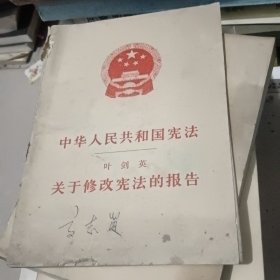 中华人民共和国宪法
叶剑英
关于修改宪法的报告